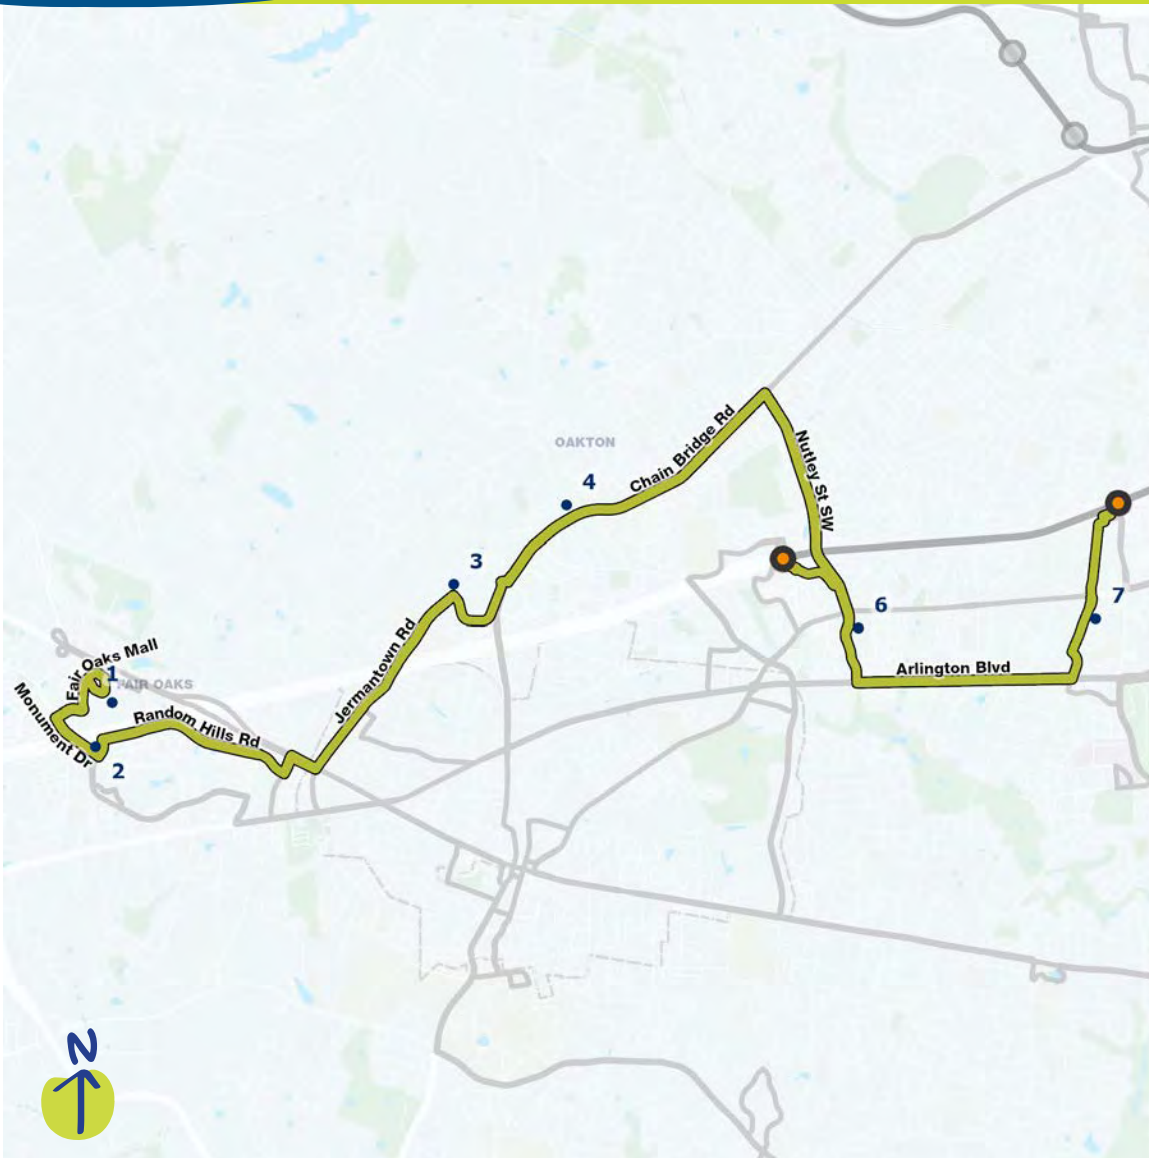 OAKTON
4
Chain Bridge Rd
Nutley St SW
3
6
7
Jermantown Rd
Fair Oaks Mall
1
FAIR OAKS
Arlington Blvd
Monument Dr
Random Hills Rd
2
N